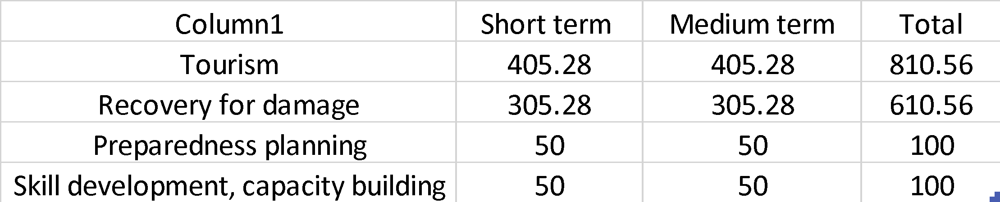 Column1 Short term Medium term Total
Tourism 405.28 405.28 810.56
Recovery for damage 305.28 305.28 610.56
Preparedness planning 50 50 100
Skill development, capacity building 50 50 100